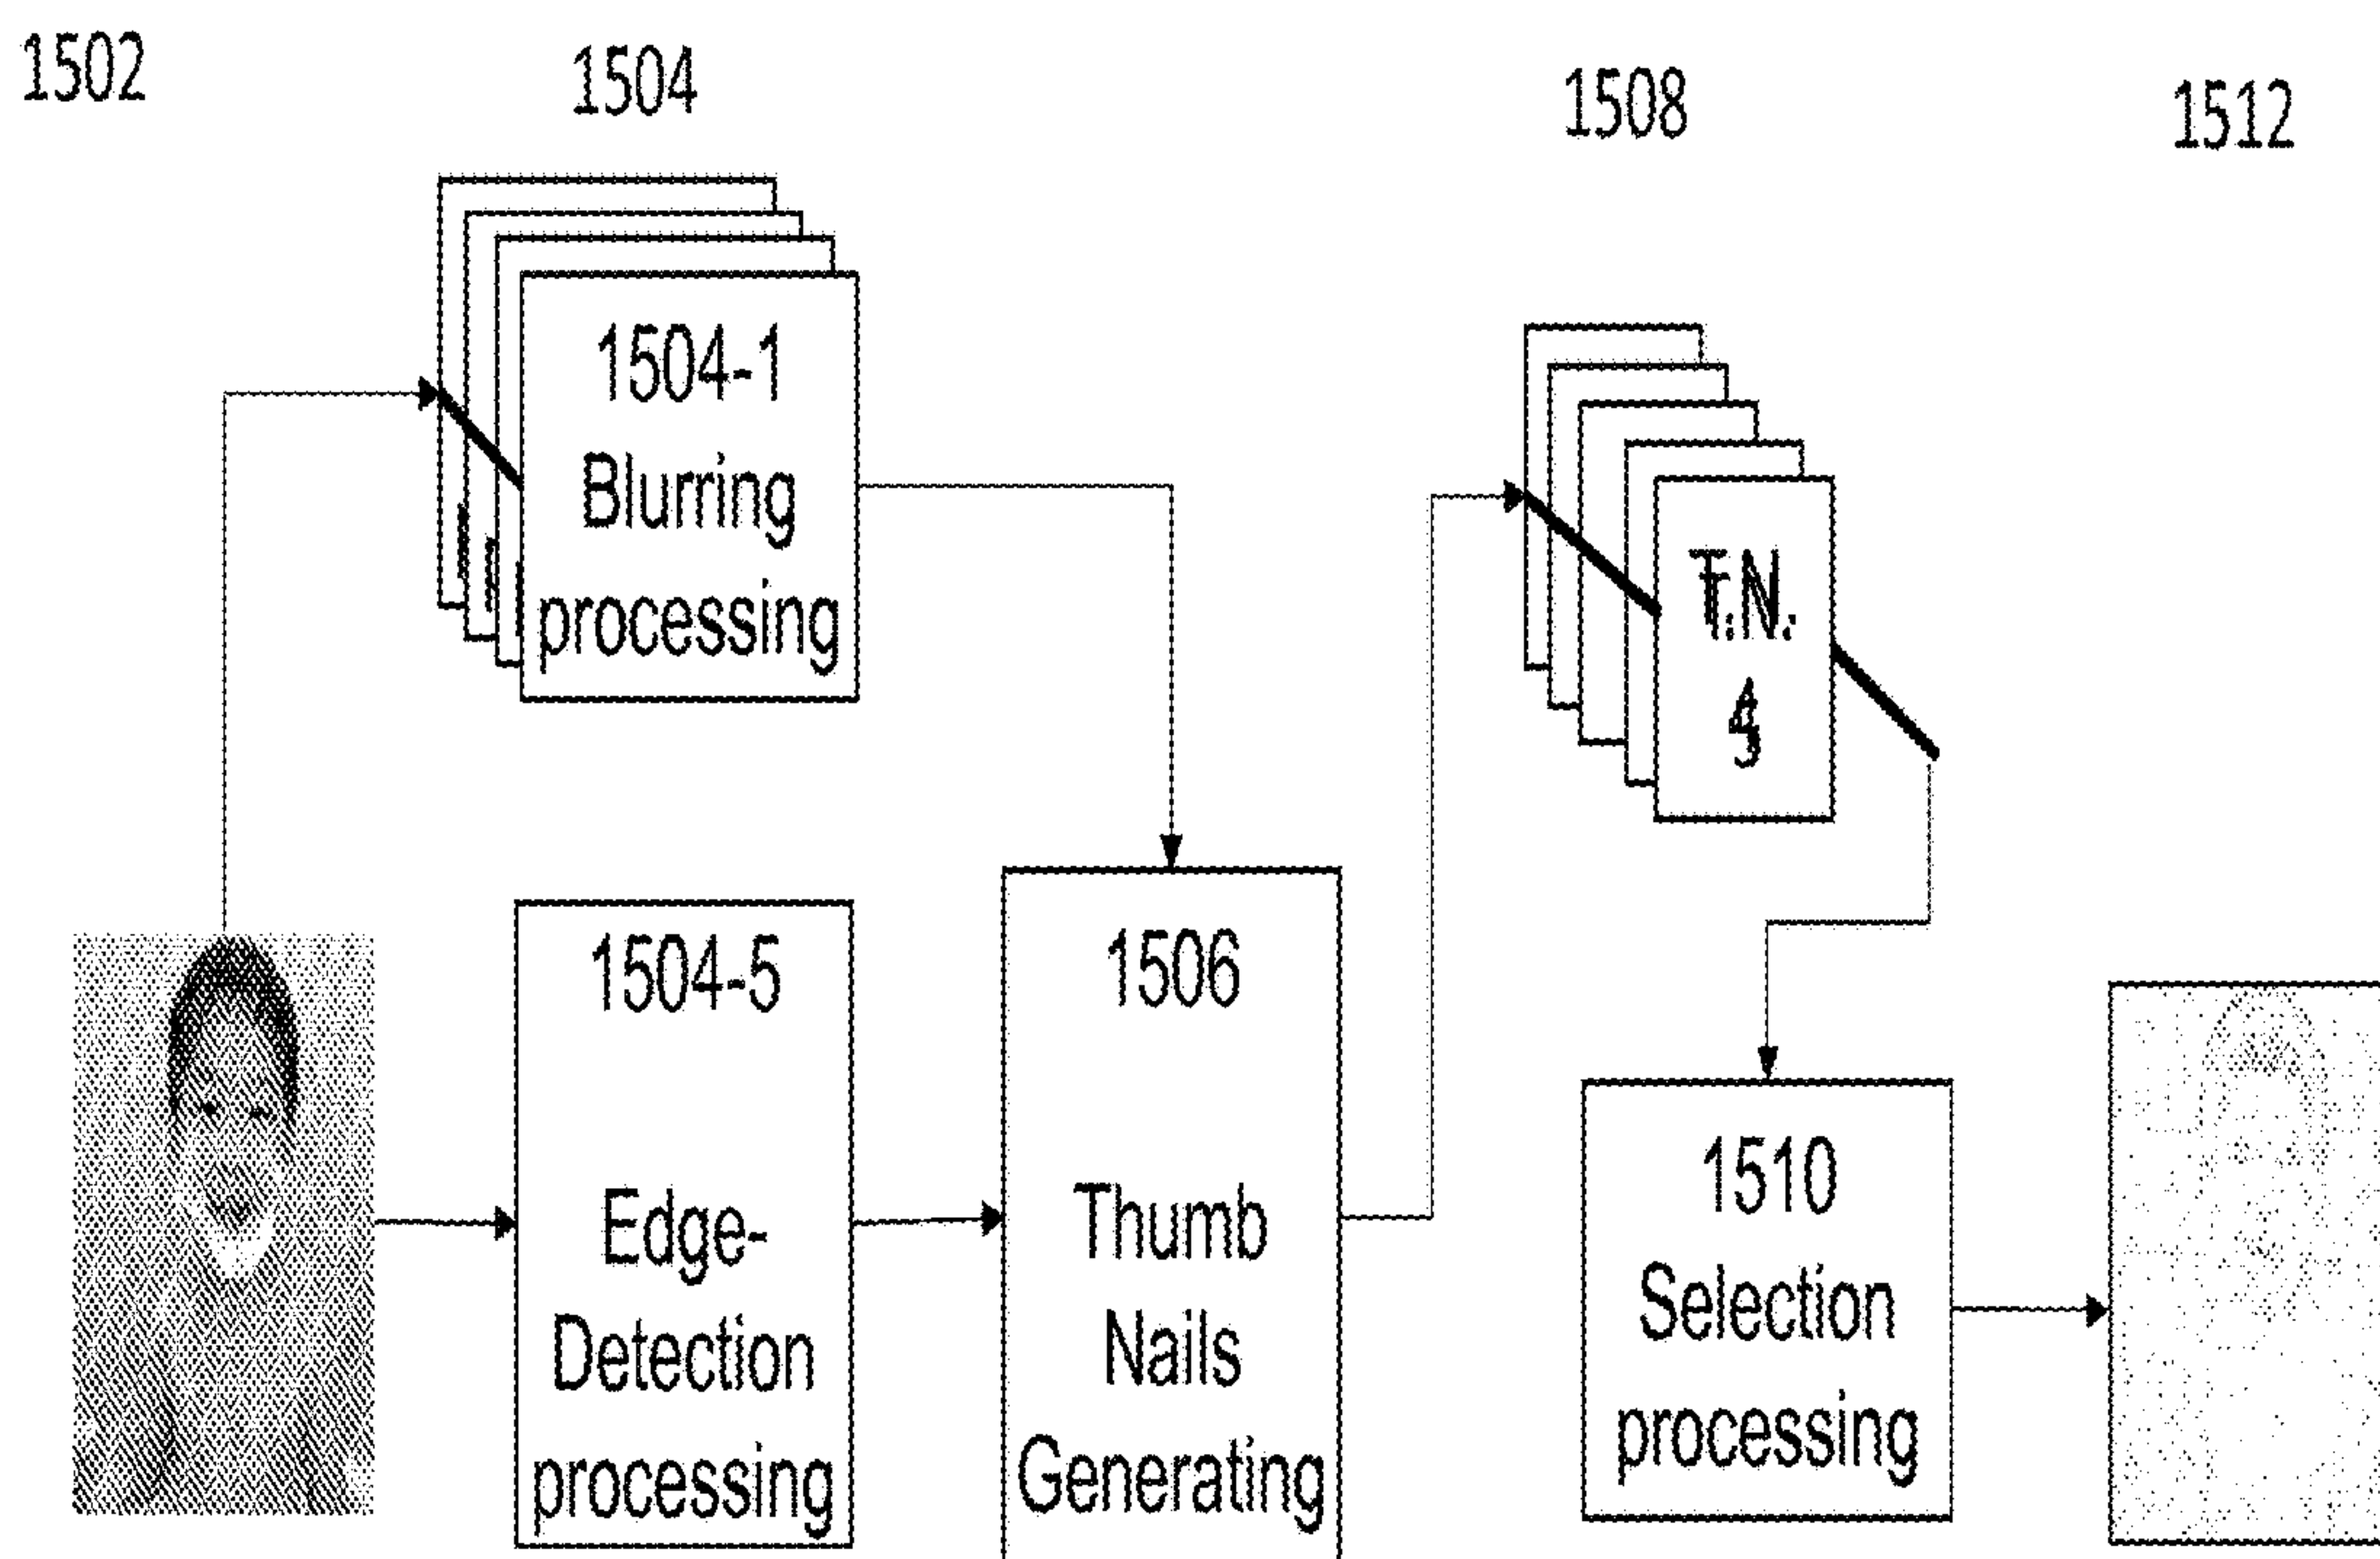 1502
1504
1508
1512
1504-1
Blurring
processing
T.N.
1504-5
Edge-
Detection
processing
1506
Thumb
Nails
Generating
1510
Selection
processing